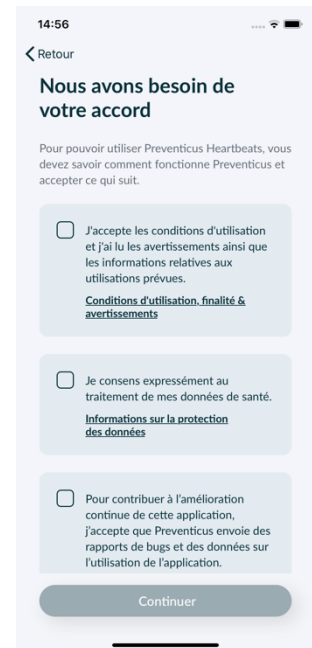 14:56
Retour
Nous avons besoin de
votre accord
Pour pouvoir utiliser Preventicus Heartbeats, vous
devez savoir comment fonctionne Preventicus et
accepter ce qui suit.
J'accepte les conditions d'utilisation
et j'ai lu les avertissements ainsi que
les informations relatives aux
utilisations prévues.
Conditions d'utilisation, finalité &
avertissements
Je consens expressément au
traitement de mes données de santé.
Informations sur la protection
des données
Pour contribuer à l'amélioration
continue de cette application,
j'accepte que Preventicus envoie des
rapports de bugs et des données sur
l'utilisation de l'application.
Continuer